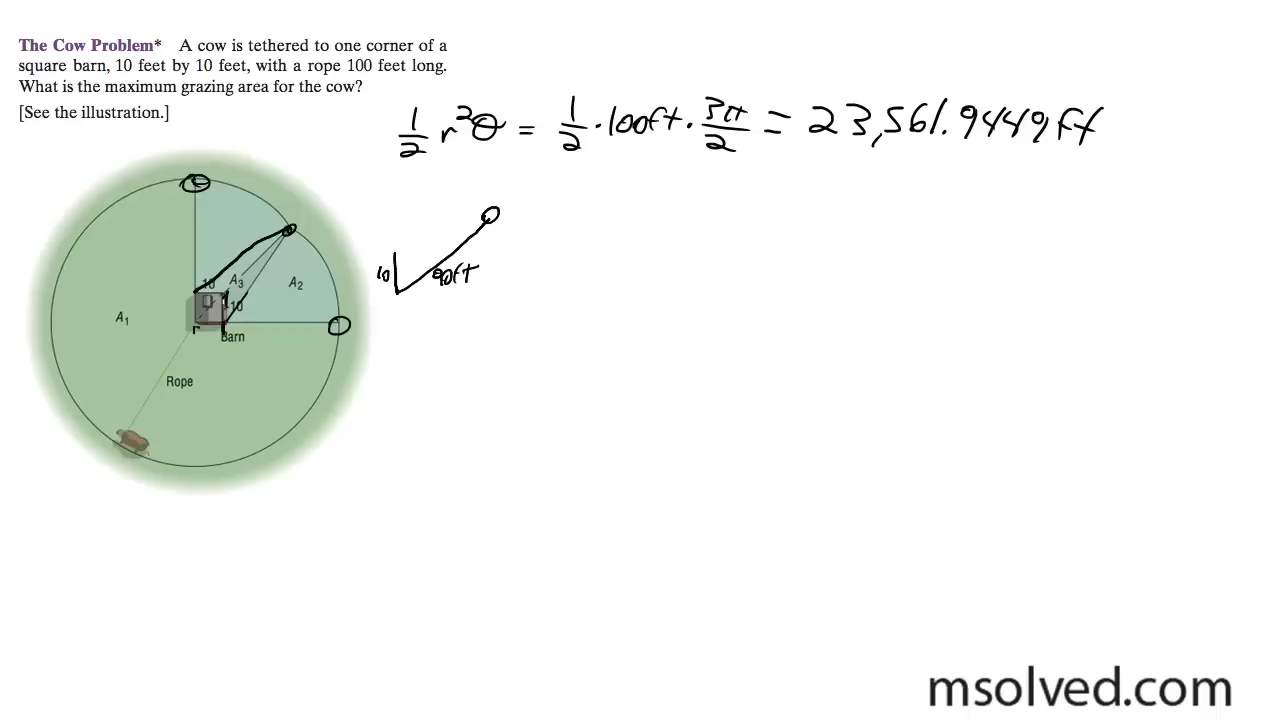 The Cow Problem* A cow is tethered to one corner of a
square barn, 10 feet by 10 feet, with a rope 100 feet long.
What is the maximum grazing area for the cow?
[See the illustration.]
1/2 r²θ = 1/2 · 100ft · 3π/2 = 23,561.9449ft
10
A3
10
A2
A1
r
Barn
Rope
10
90ft
msolved.com